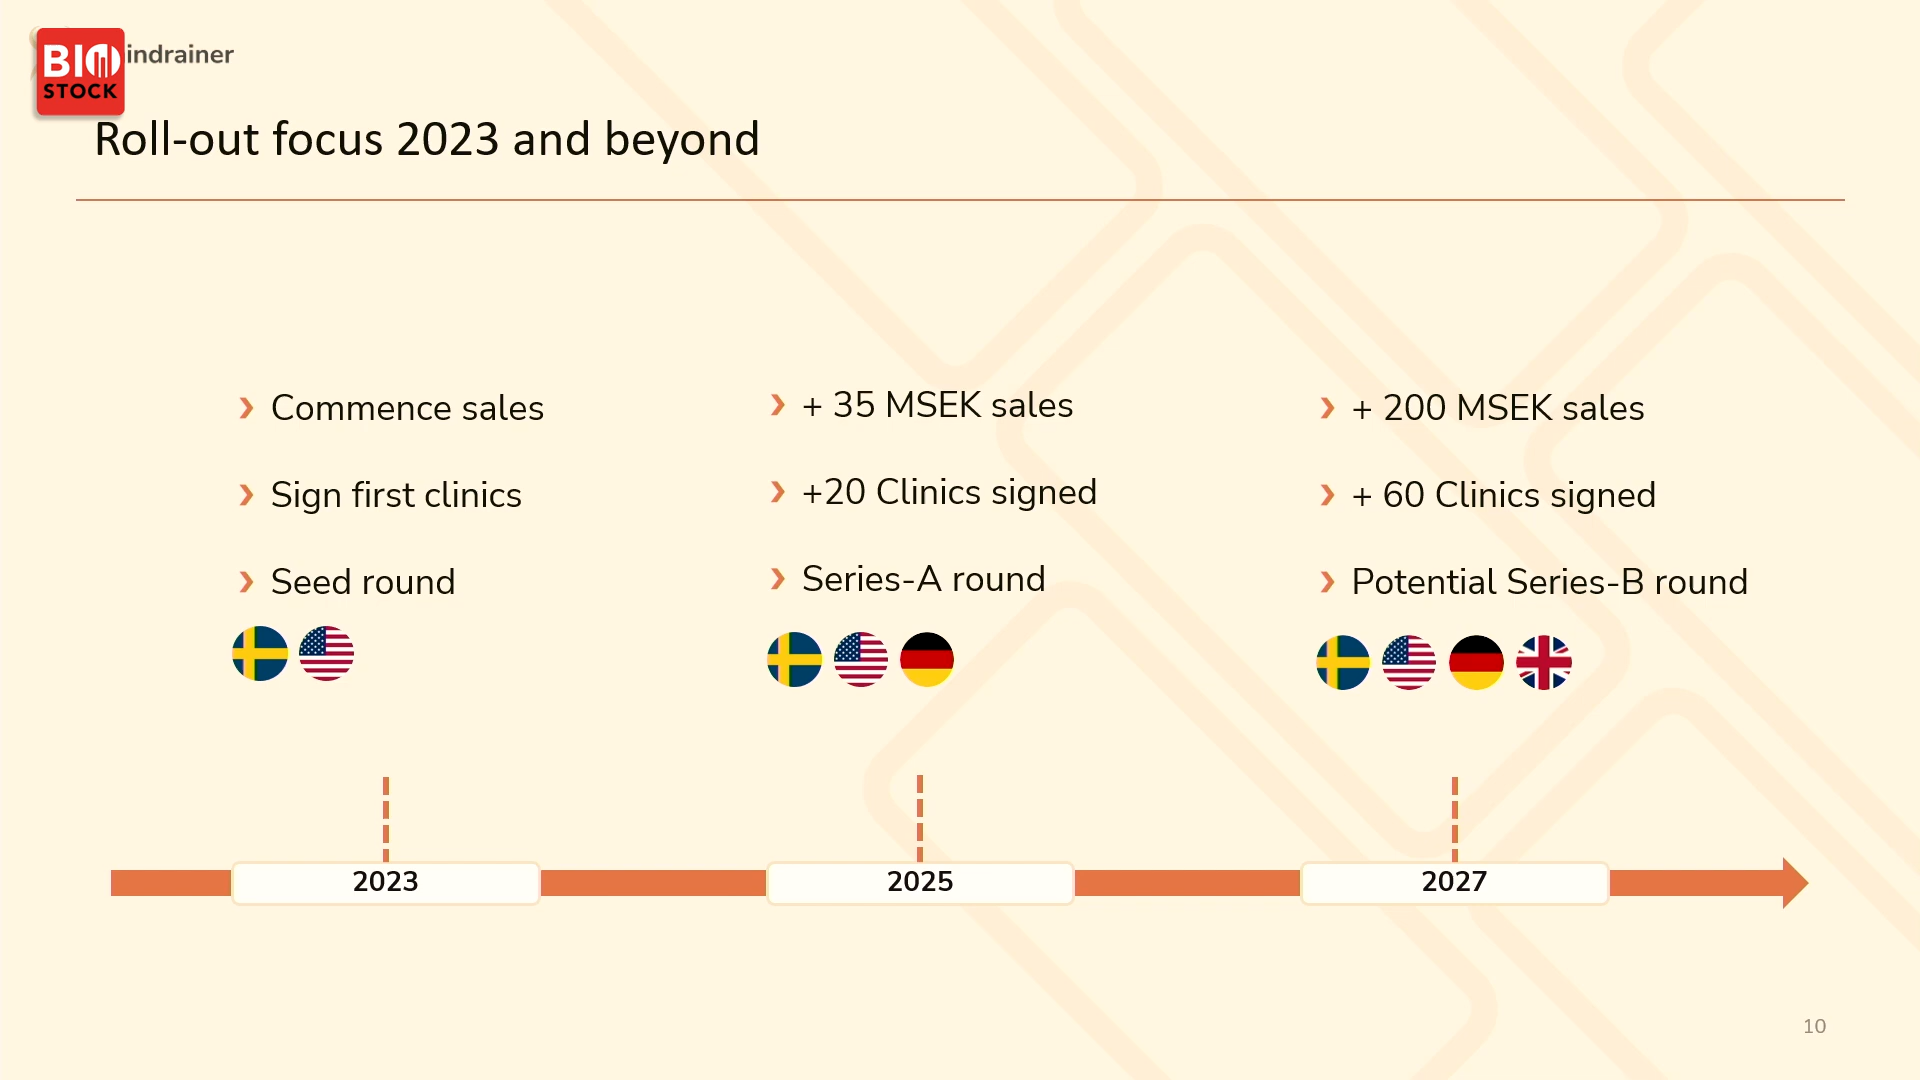 BIO
STOCK
indrainer
Roll-out focus 2023 and beyond
› Commence sales
› Sign first clinics
› Seed round
› + 35 MSEK sales
› +20 Clinics signed
› Series-A round
› + 200 MSEK sales
› + 60 Clinics signed
› Potential Series-B round
2023
2025
2027
10